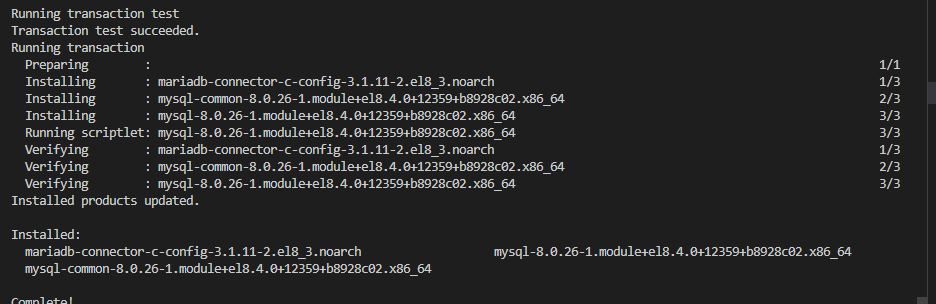 Running transaction test
Transaction test succeeded.
Running transaction
  Preparing        :                                                                                                         1/1
  Installing       : mariadb-connector-c-config-3.1.11-2.el8_3.noarch                                                        1/3
  Installing       : mysql-common-8.0.26-1.module+el8.4.0+12359+b8928c02.x86_64                                              2/3
  Installing       : mysql-8.0.26-1.module+el8.4.0+12359+b8928c02.x86_64                                                     3/3
  Running scriptlet: mysql-8.0.26-1.module+el8.4.0+12359+b8928c02.x86_64                                                     3/3
  Verifying        : mariadb-connector-c-config-3.1.11-2.el8_3.noarch                                                        1/3
  Verifying        : mysql-common-8.0.26-1.module+el8.4.0+12359+b8928c02.x86_64                                              2/3
  Verifying        : mysql-8.0.26-1.module+el8.4.0+12359+b8928c02.x86_64                                                     3/3
Installed products updated.

Installed:
  mariadb-connector-c-config-3.1.11-2.el8_3.noarch                   mysql-8.0.26-1.module+el8.4.0+12359+b8928c02.x86_64
  mysql-common-8.0.26-1.module+el8.4.0+12359+b8928c02.x86_64

Complete!